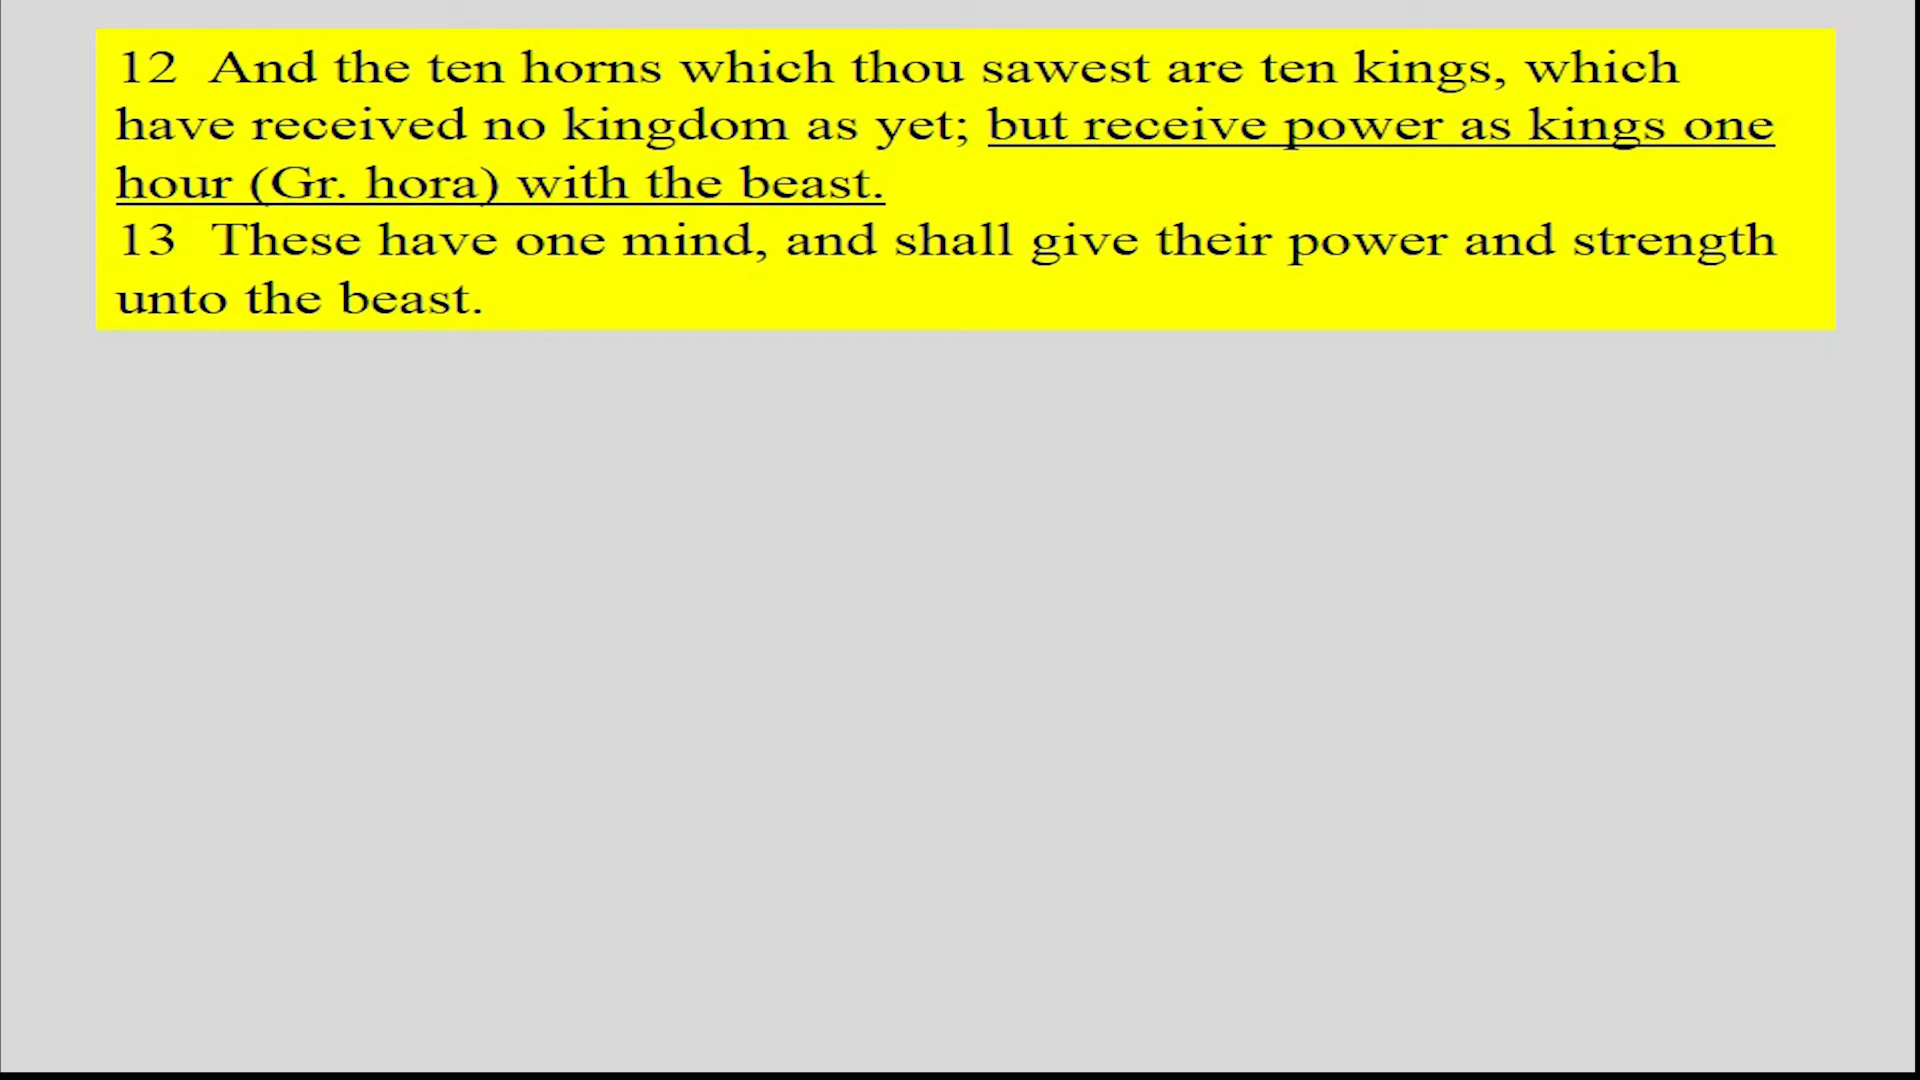 12 And the ten horns which thou sawest are ten kings, which
have received no kingdom as yet; but receive power as kings one
hour (Gr. hora) with the beast.
13 These have one mind, and shall give their power and strength
unto the beast.